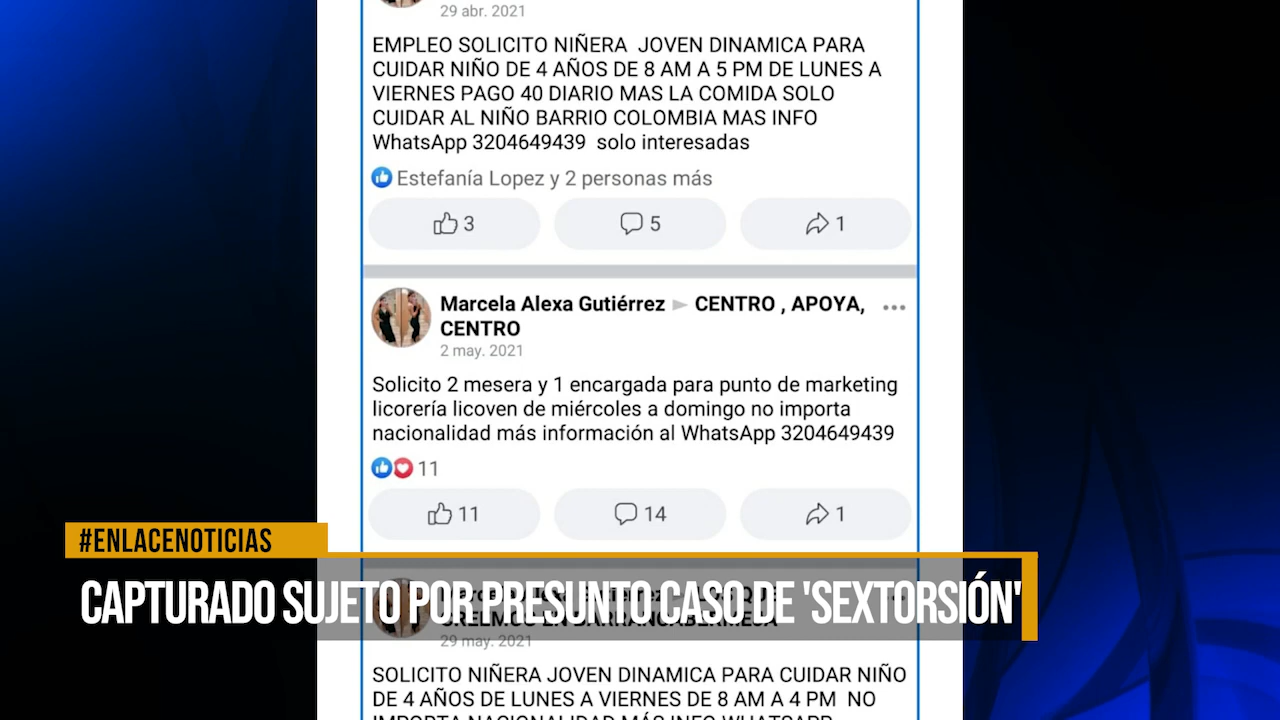 29 abr. 2021
EMPLEO SOLICITO NIÑERA JOVEN DINAMICA PARA
CUIDAR NIÑO DE 4 AÑOS DE 8 AM A 5 PM DE LUNES A
VIERNES PAGO 40 DIARIO MAS LA COMIDA SOLO
CUIDAR AL NIÑO BARRIO COLOMBIA MAS INFO
WhatsApp 3204649439 solo interesadas
Estefanía Lopez y 2 personas más
3 5 1
Marcela Alexa Gutiérrez CENTRO , APOYA,
CENTRO
2 may. 2021
Solicito 2 mesera y 1 encargada para punto de marketing
licorería licoven de miércoles a domingo no importa
nacionalidad más información al WhatsApp 3204649439
11
11 14 1
#ENLACENOTICIAS
CAPTURADO SUJETO POR PRESUNTO CASO DE 'SEXTORSIÓN'
29 may. 2021
SOLICITO NIÑERA JOVEN DINAMICA PARA CUIDAR NIÑO
DE 4 AÑOS DE LUNES A VIERNES DE 8 AM A 4 PM NO
IMPORTA NACIONALIDAD MÁS INFO WHATSAPP